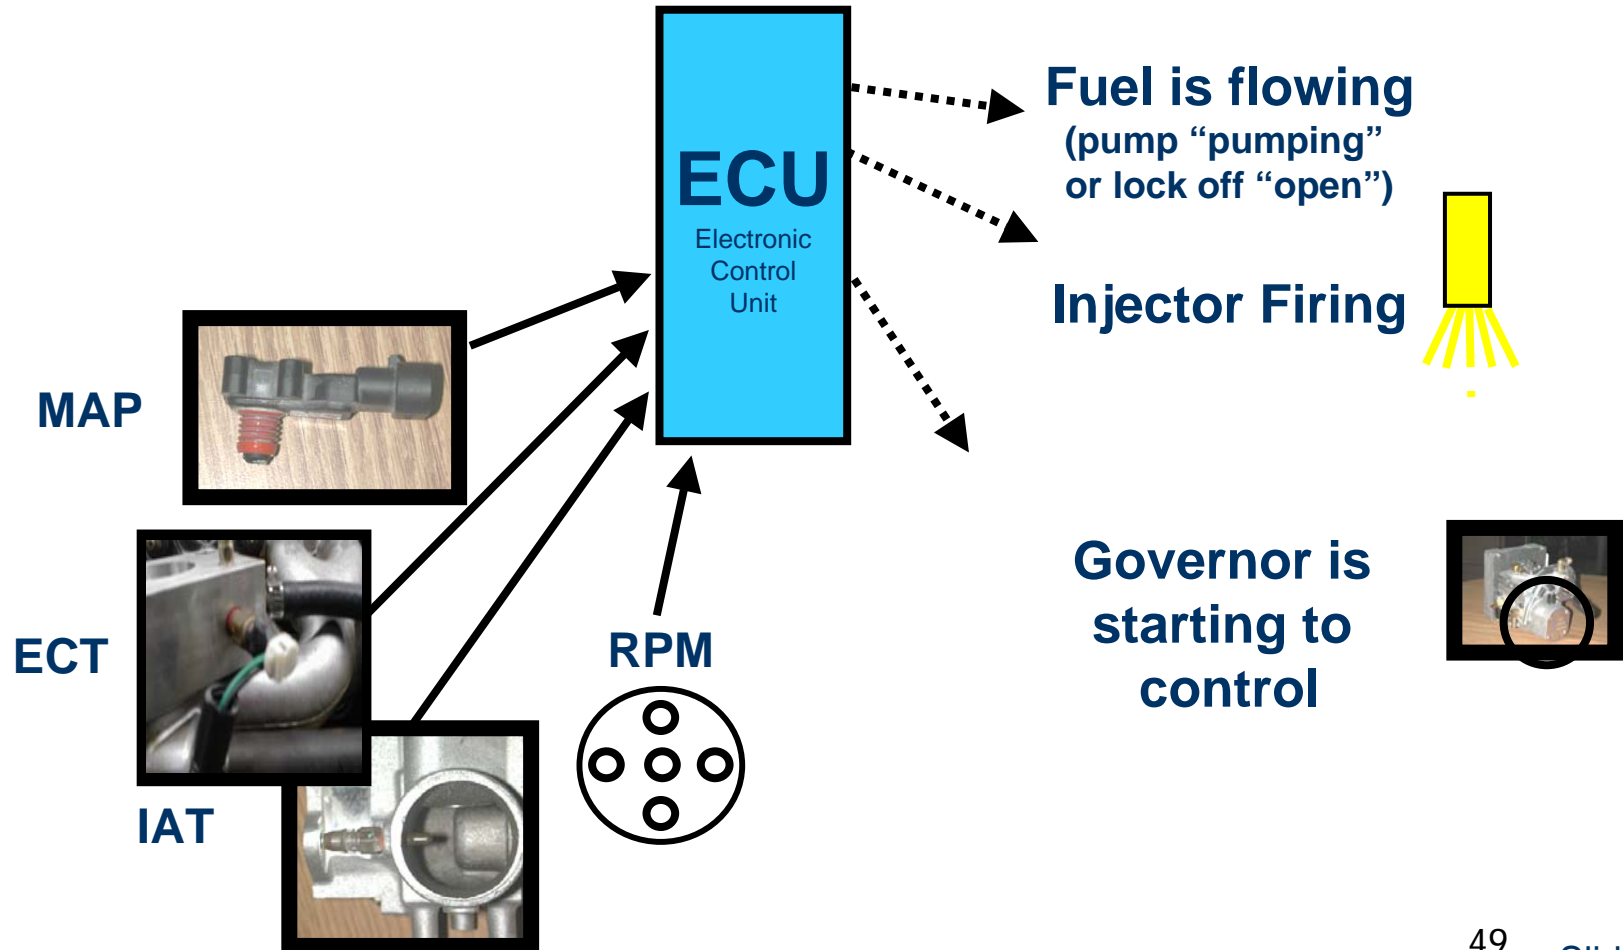 ECU
Electronic
Control
Unit
Fuel is flowing
(pump “pumping”
or lock off “open”)
Injector Firing
MAP
ECT
IAT
RPM
Governor is
starting to
control
49